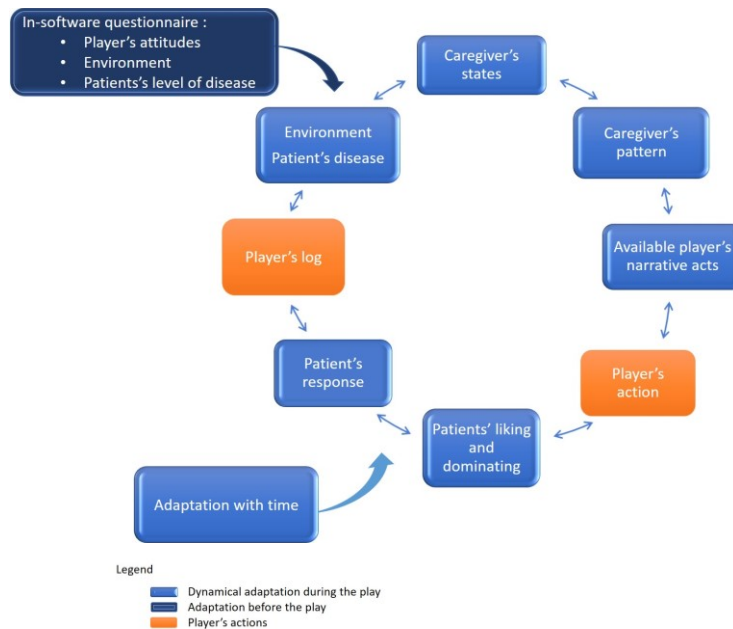 In-software questionnaire :
• Player's attitudes
• Environment
• Patients's level of disease
Caregiver's
states
Environment
Patient's disease
Caregiver's
pattern
Player's log
Available player's
narrative acts
Patient's
response
Player's
action
Patients' liking
and
dominating
Adaptation with time
Legend
Dynamical adaptation during the play
Adaptation before the play
Player's actions